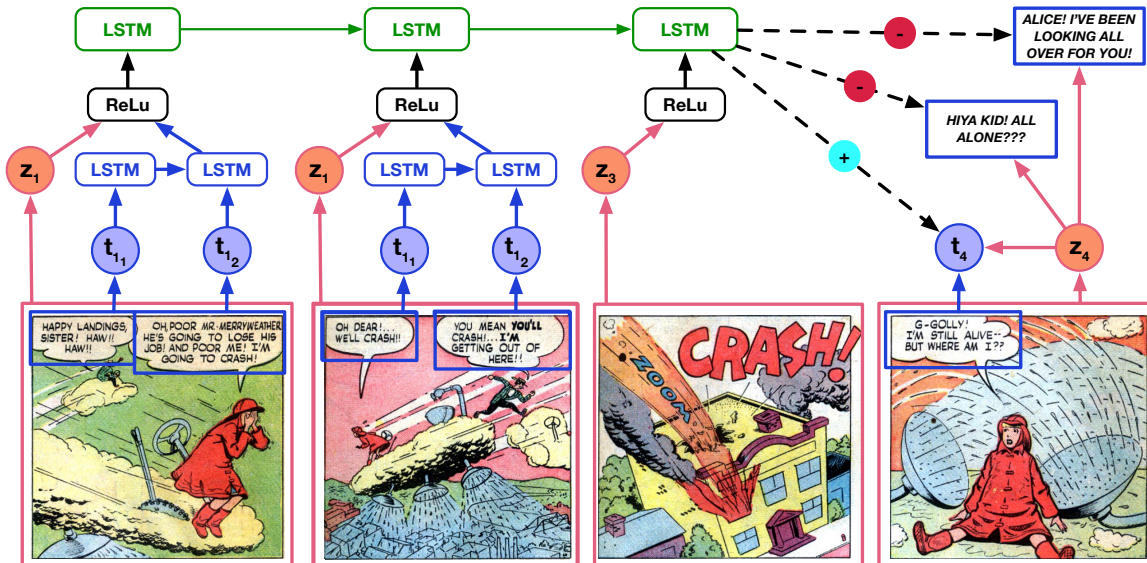 LSTM
LSTM
LSTM
-
-
+
ALICE! I'VE BEEN
LOOKING ALL
OVER FOR YOU!
HIYA KID! ALL
ALONE???
ReLu
ReLu
ReLu
z1
LSTM
LSTM
z1
LSTM
LSTM
z3
t11
t12
t11
t12
t4
z4
HAPPY LANDINGS,
SISTER! HAW!!
HAW!!
OH, POOR MR. MERRYWEATHER,
HE'S GOING TO LOSE HIS
JOB! AND POOR ME! I'M
GOING TO CRASH!
OH DEAR!...
WE'LL CRASH!!
YOU MEAN YOU'LL
CRASH!... I'M
GETTING OUT OF
HERE!!
CRASH!
ZOON
G-GOLLY!
I'M STILL ALIVE--
BUT WHERE AM I??